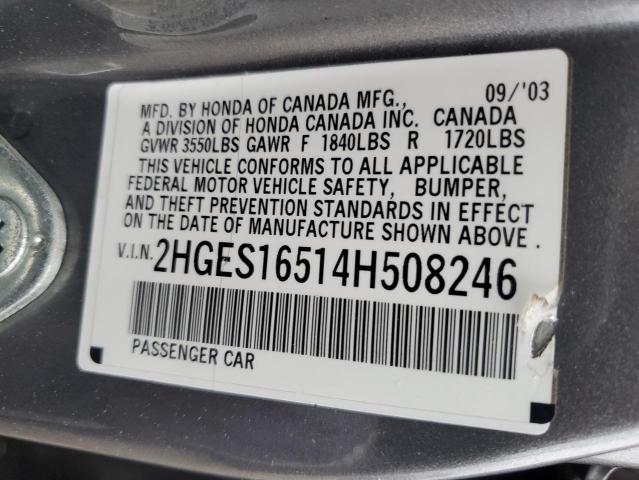 MFD. BY HONDA OF CANADA MFG., 09/'03
A DIVISION OF HONDA CANADA INC. CANADA
GVWR 3550LBS GAWR F 1840LBS R 1720LBS
THIS VEHICLE CONFORMS TO ALL APPLICABLE
FEDERAL MOTOR VEHICLE SAFETY, BUMPER,
AND THEFT PREVENTION STANDARDS IN EFFECT
ON THE DATE OF MANUFACTURE SHOWN ABOVE.
V.I.N. 2HGES16514H508246
PASSENGER CAR